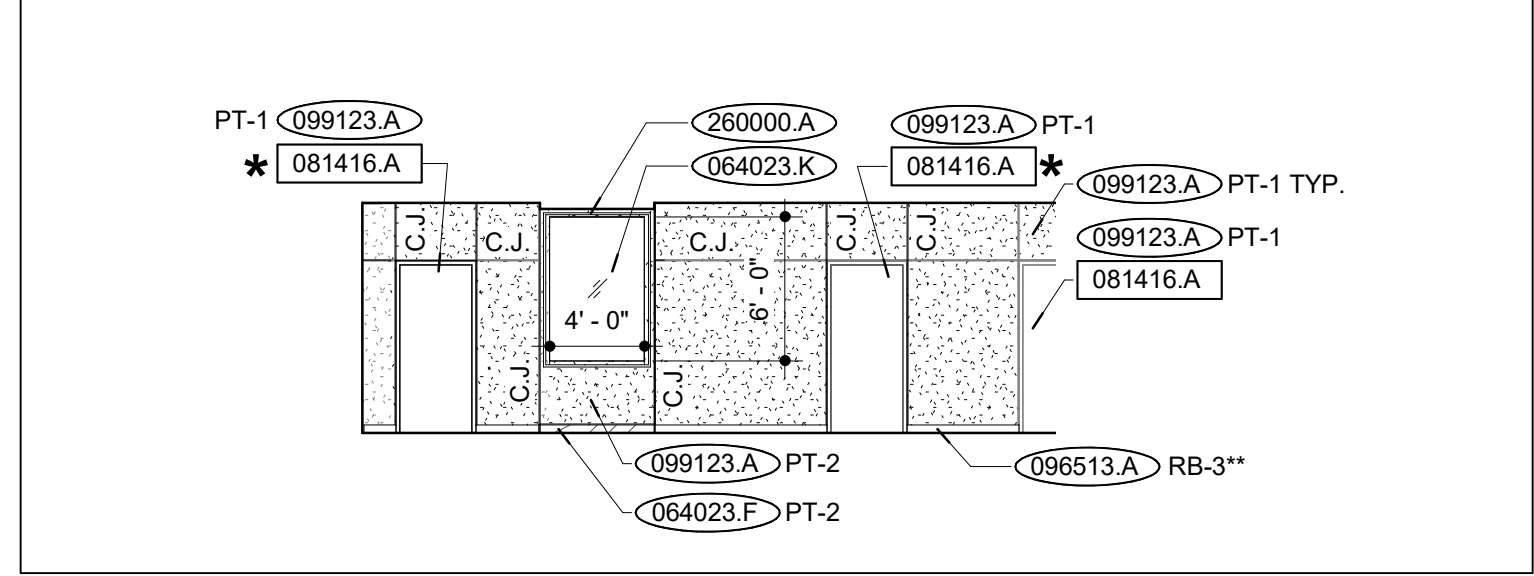 PT-1 099123.A
* 081416.A
260000.A
064023.K
099123.A PT-1
081416.A *
099123.A PT-1 TYP.
099123.A PT-1
081416.A
C.J.
C.J.
C.J.
C.J.
C.J.
6' - 0"
4' - 0"
C.J.
C.J.
099123.A PT-2
064023.F PT-2
096513.A RB-3**